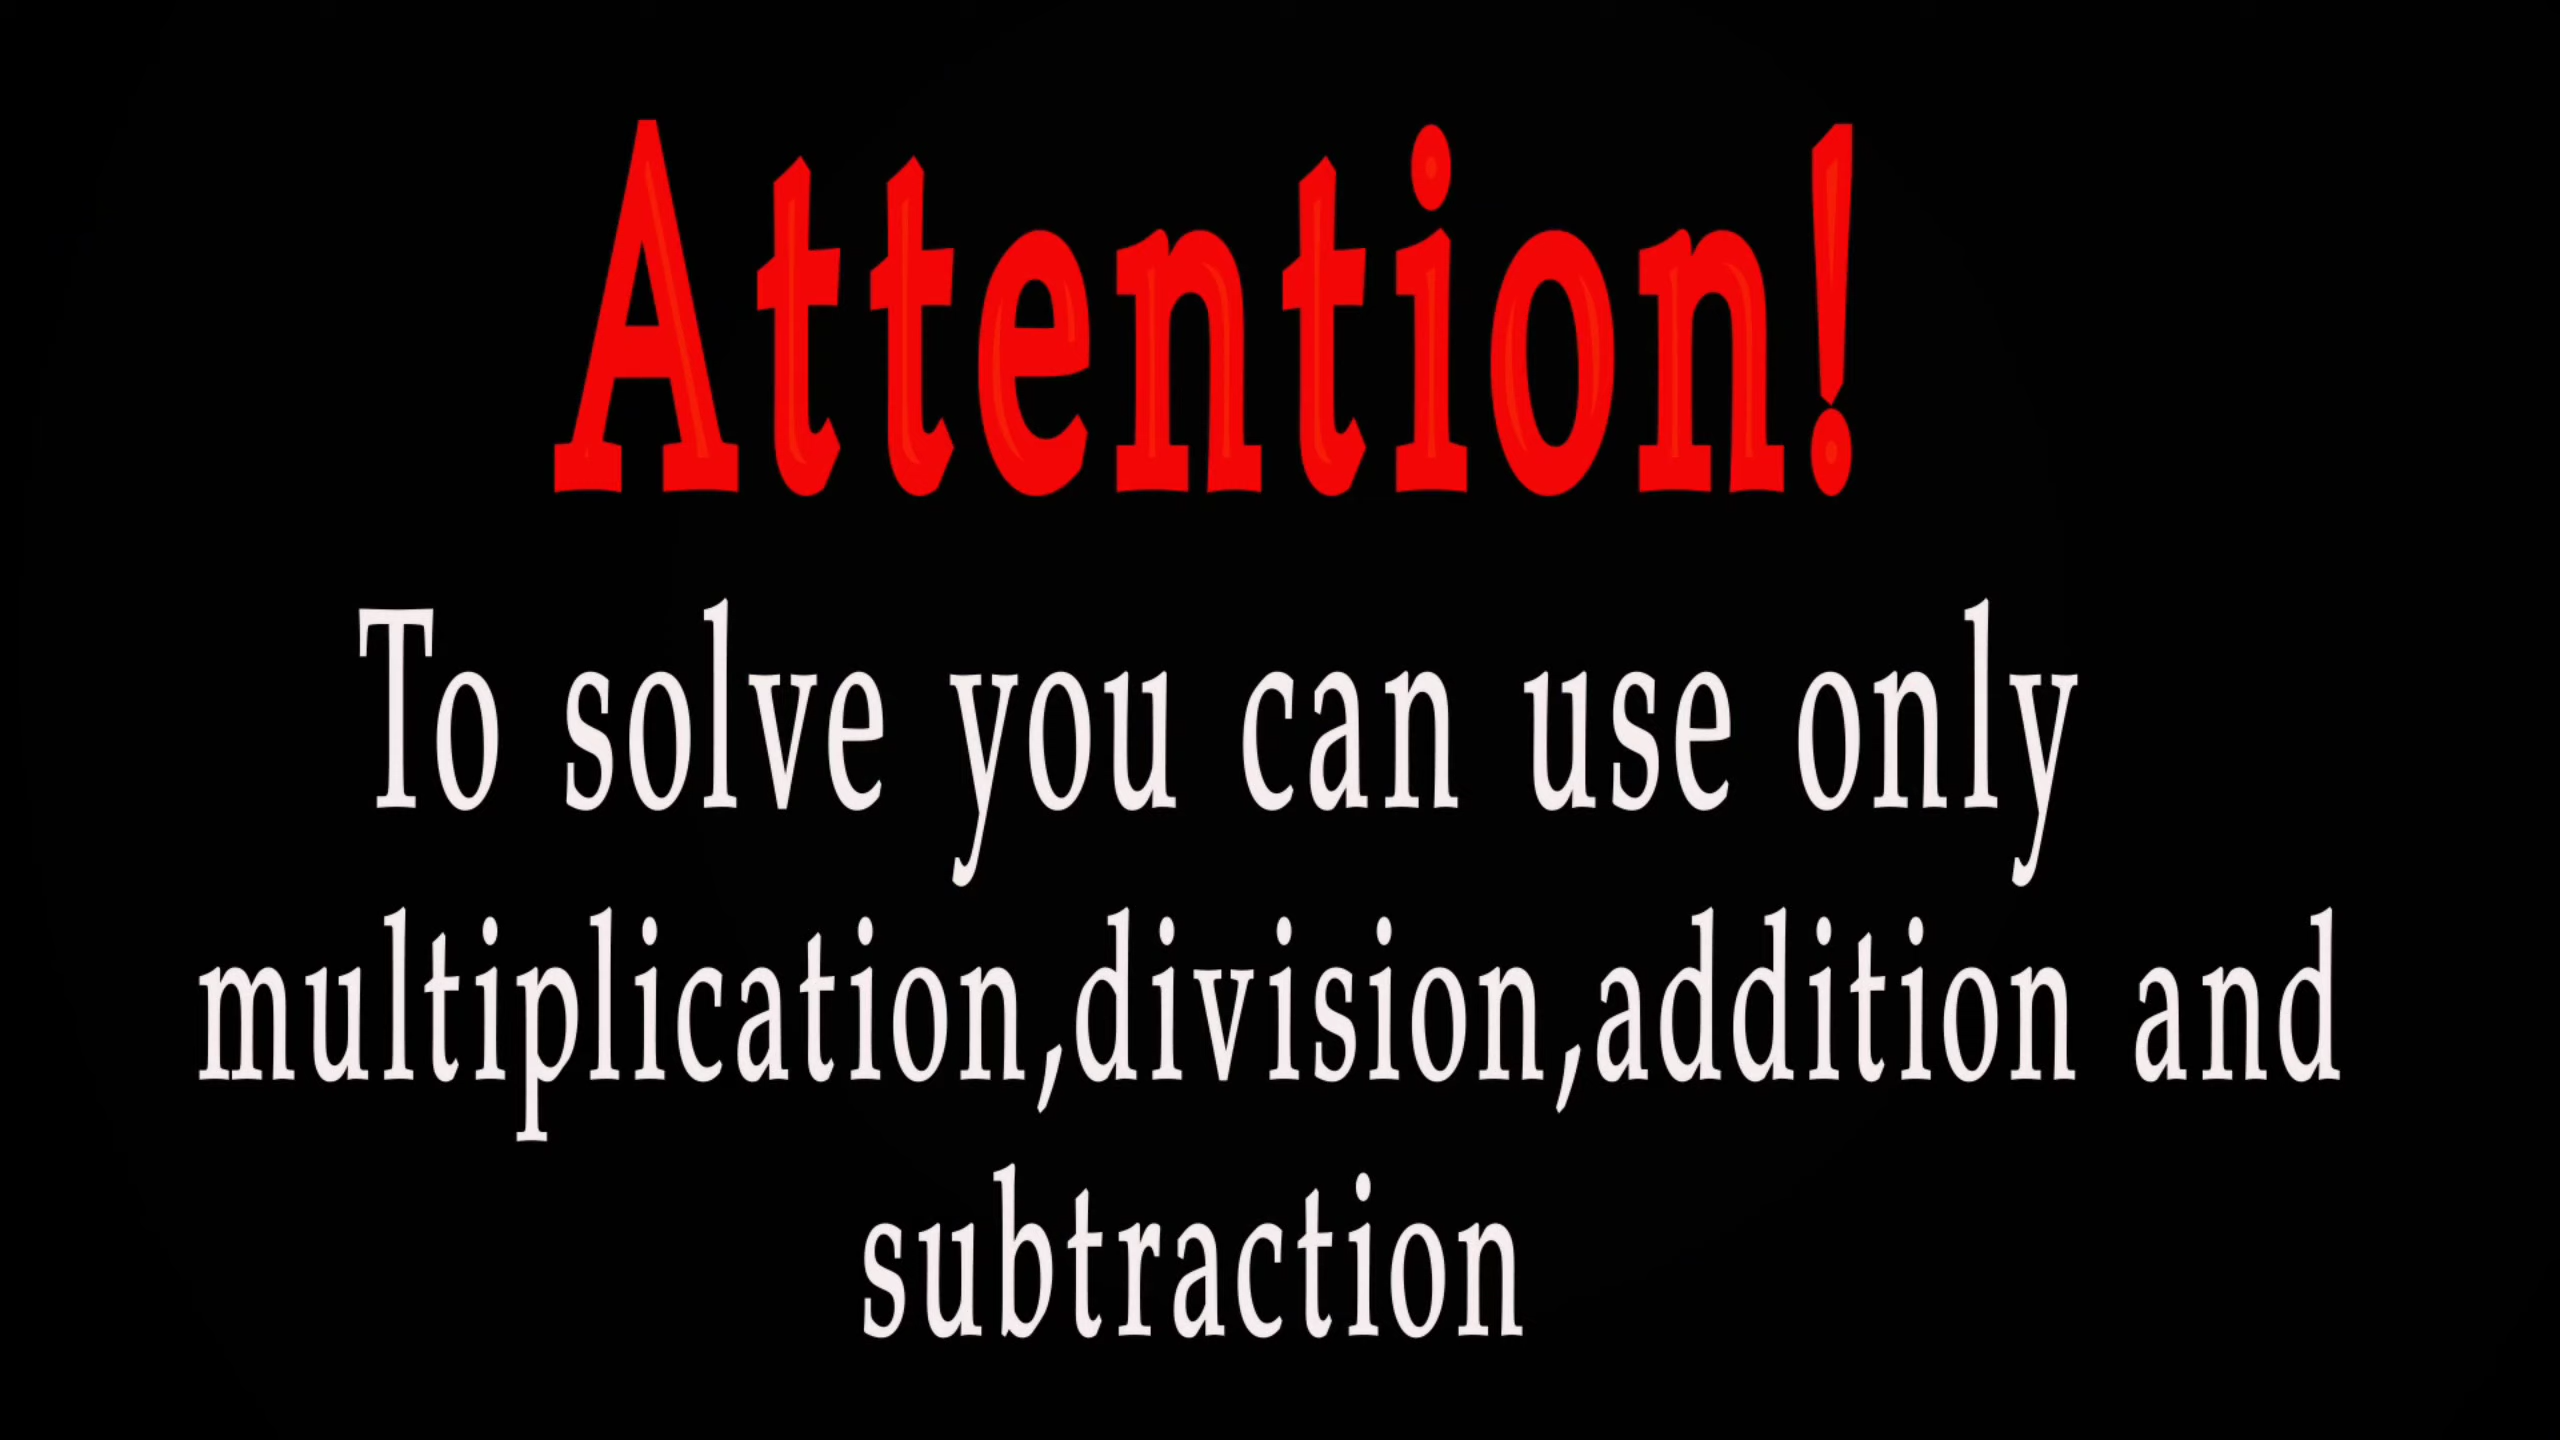 Attention!
To solve you can use only
multiplication,division,addition and
subtraction